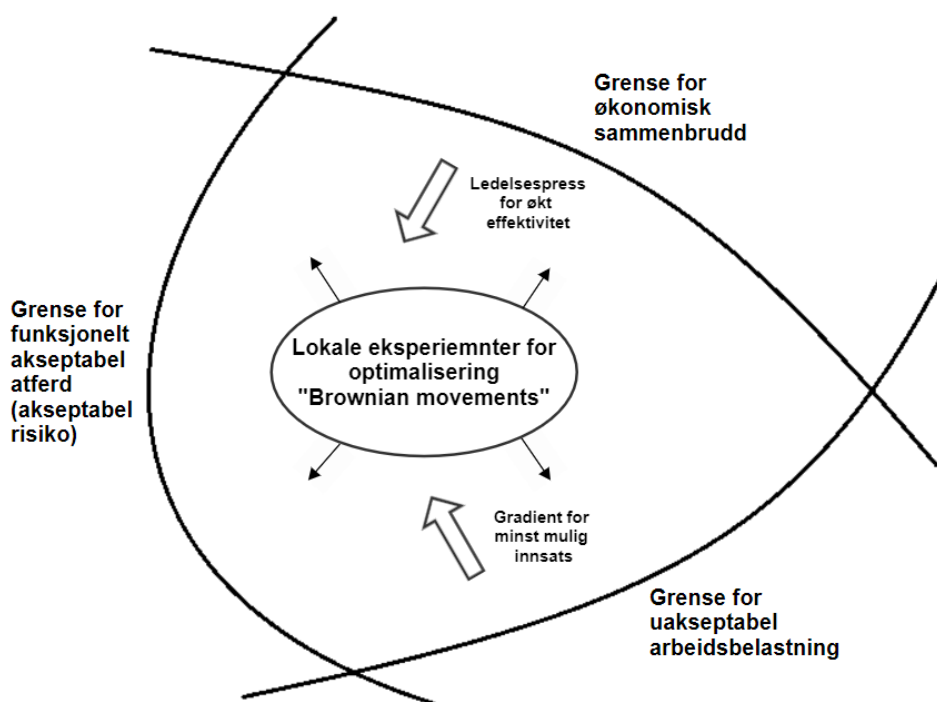 Grense for
økonomisk
sammenbrudd
Ledelsespress
for økt
effektivitet
Grense for
funksjonelt
akseptabel
atferd
(akseptabel
risiko)
Lokale eksperiemnter for
optimalisering
"Brownian movements"
Gradient for
minst mulig
innsats
Grense for
uakseptabel
arbeidsbelastning